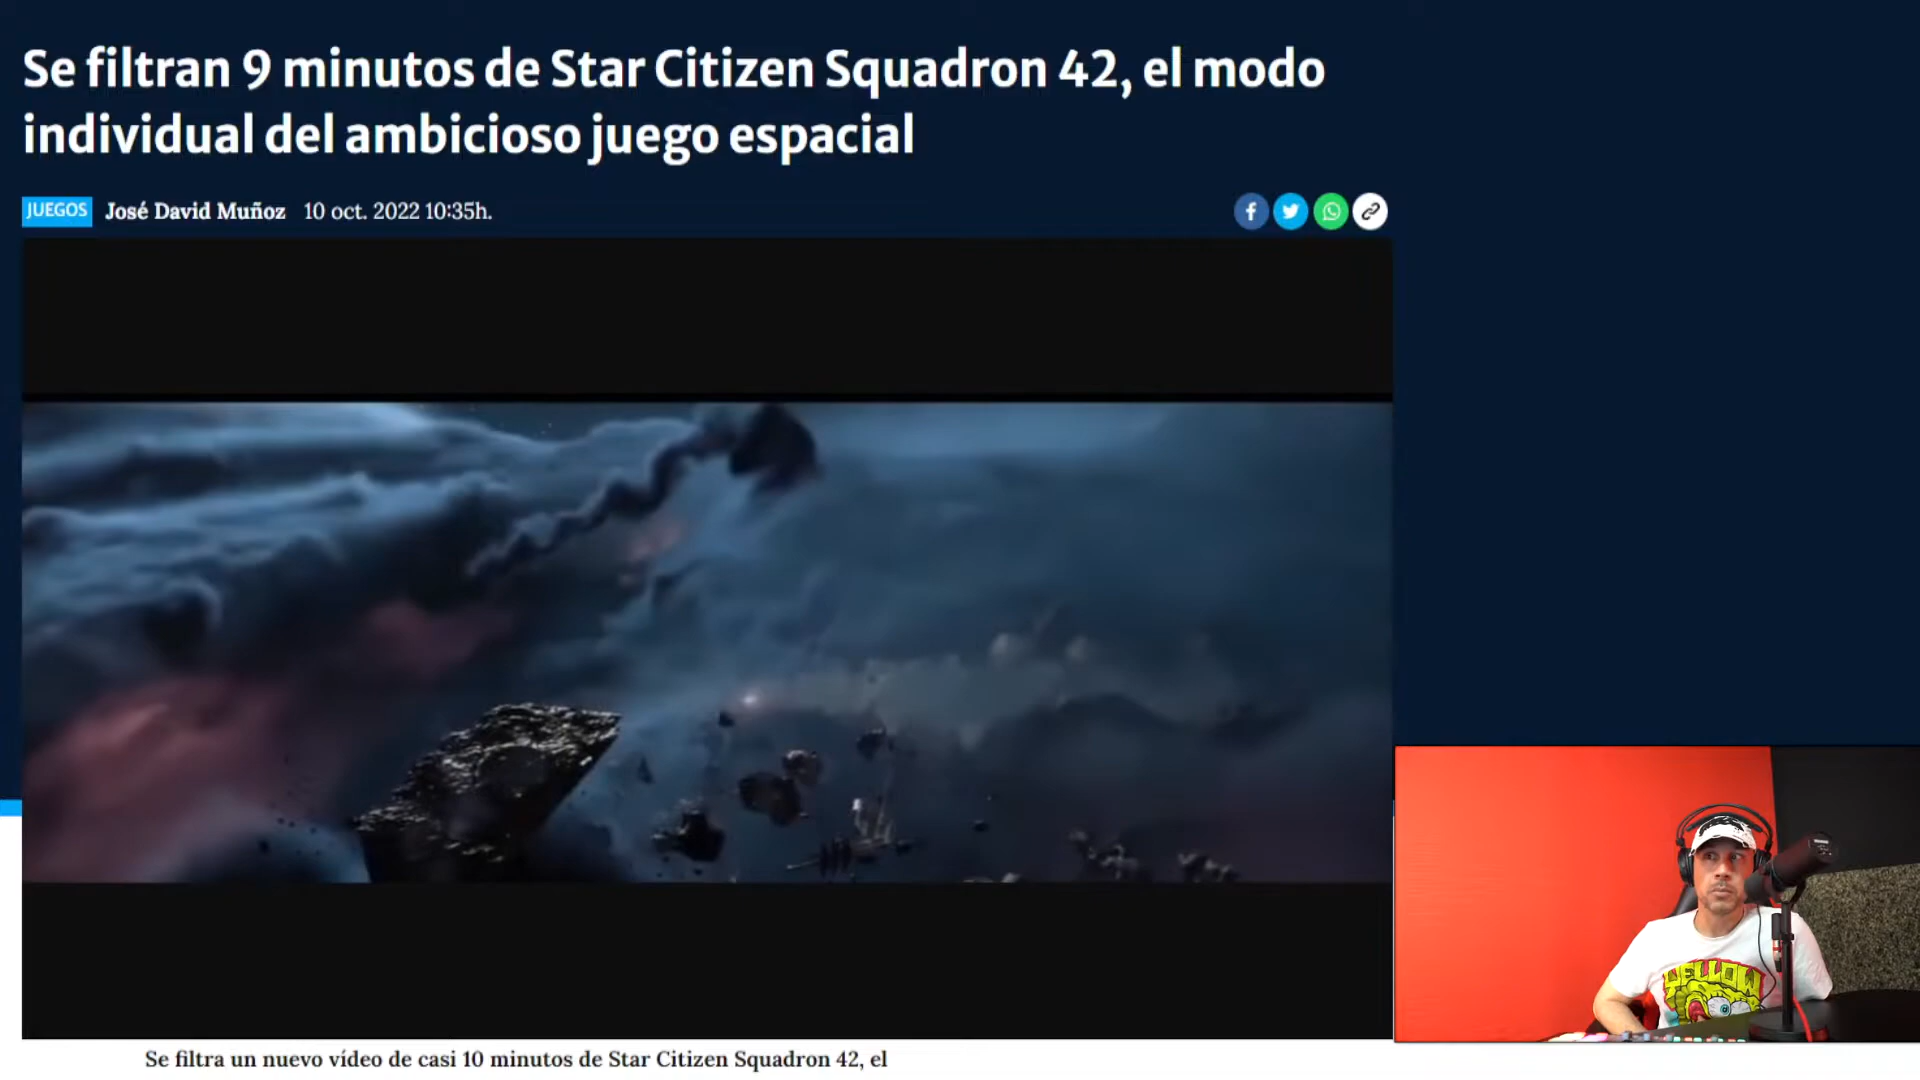 Se filtran 9 minutos de Star Citizen Squadron 42, el modo
individual del ambicioso juego espacial
JUEGOS José David Muñoz 10 oct. 2022 10:35h.
YELLOW
Se filtra un nuevo vídeo de casi 10 minutos de Star Citizen Squadron 42, el